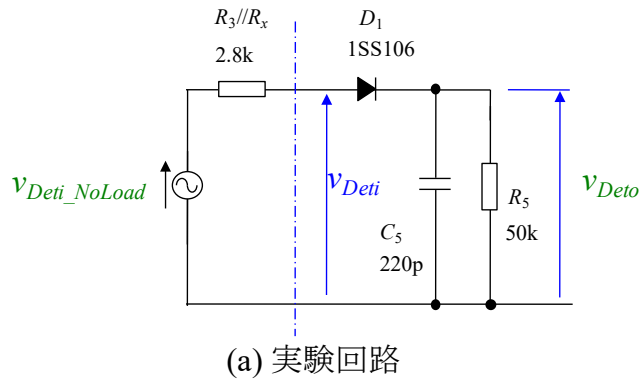 R3//Rx
2.8k
D1
1SS106
vDeti_NoLoad
vDeti
C5
220p
R5
50k
vDeto
(a) 実験回路